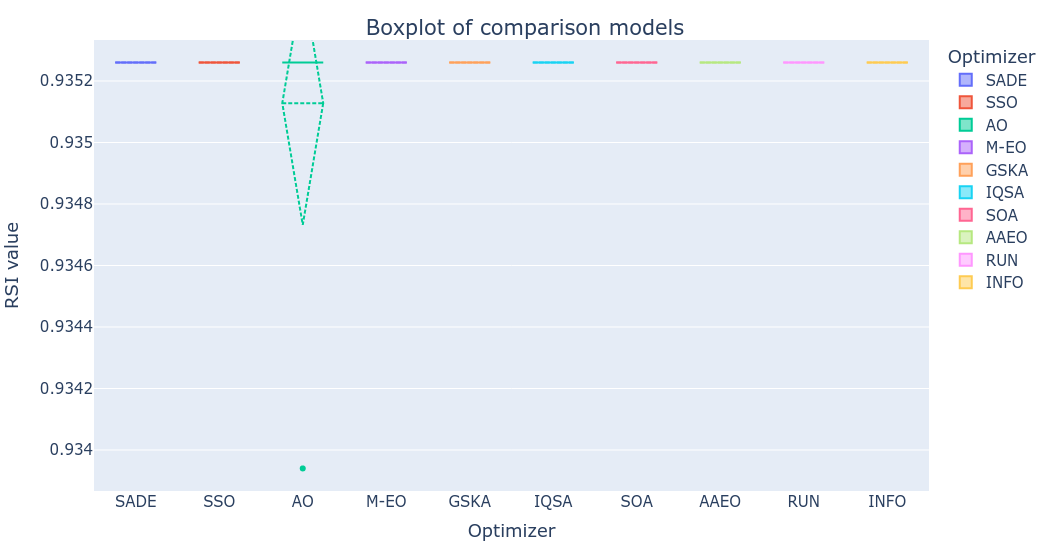 Boxplot of comparison models
RSI value
0.9352
0.935
0.9348
0.9346
0.9344
0.9342
0.934
SADE SSO AO M-EO GSKA IQSA SOA AAEO RUN INFO
Optimizer
Optimizer
SADE
SSO
AO
M-EO
GSKA
IQSA
SOA
AAEO
RUN
INFO